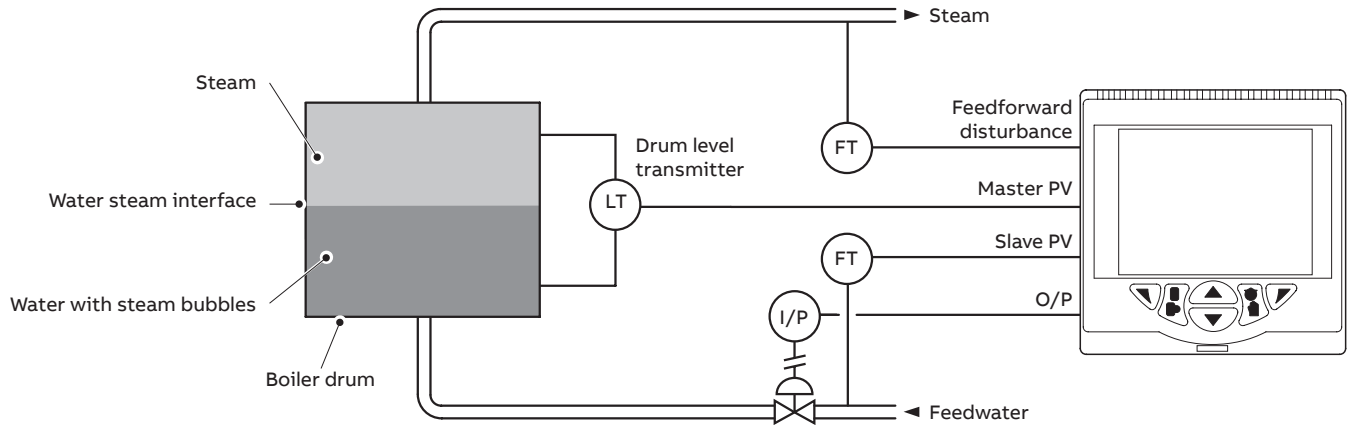 Steam
Steam
Feedforward
disturbance
FT
Drum level
transmitter
Master PV
Water steam interface
LT
Slave PV
FT
Water with steam bubbles
O/P
I/P
Boiler drum
Feedwater